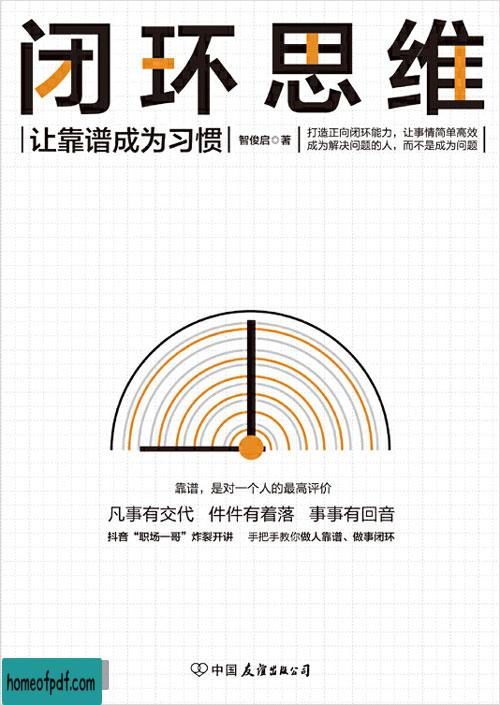 闭环思维
让靠谱成为习惯
智俊启◎著
打造正向闭环能力，让事情简单高效
成为解决问题的人，而不是成为问题
靠谱，是对一个人的最高评价
凡事有交代 件件有着落 事事有回音
抖音“职场一哥”炸裂开讲 手把手教你做人靠谱、做事闭环
中国友谊出版公司
homeofpdf.com